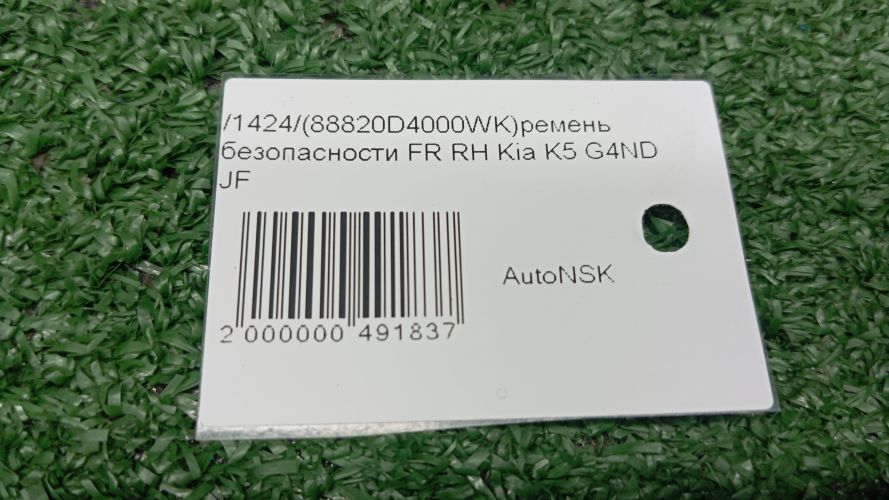 /1424/(88820D4000WK)ремень
безопасности FR RH Kia K5 G4ND
JF
AutoNSK
2 000000 491837